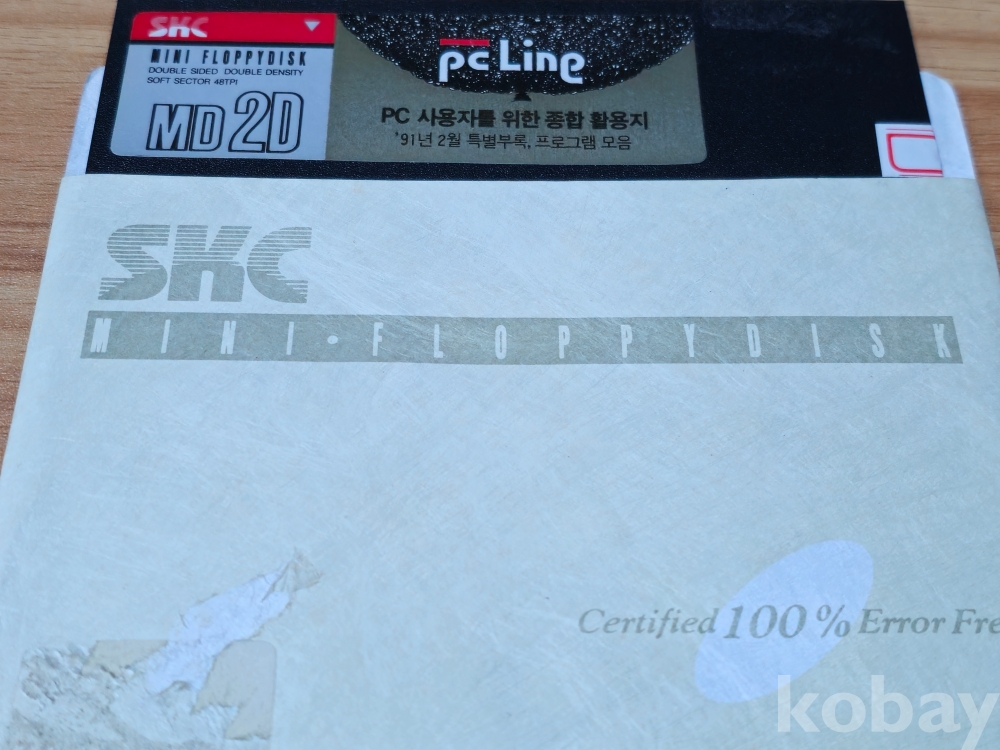 SKC
MINI FLOPPYDISK
DOUBLE SIDED DOUBLE DENSITY
SOFT SECTOR 48TPI
MD2D
pc Line
PC 사용자를 위한 종합 활용지
'91년 2월 특별부록, 프로그램 모음
SKC
MINI·FLOPPYDISK
Certified 100% Error Fre
kobay